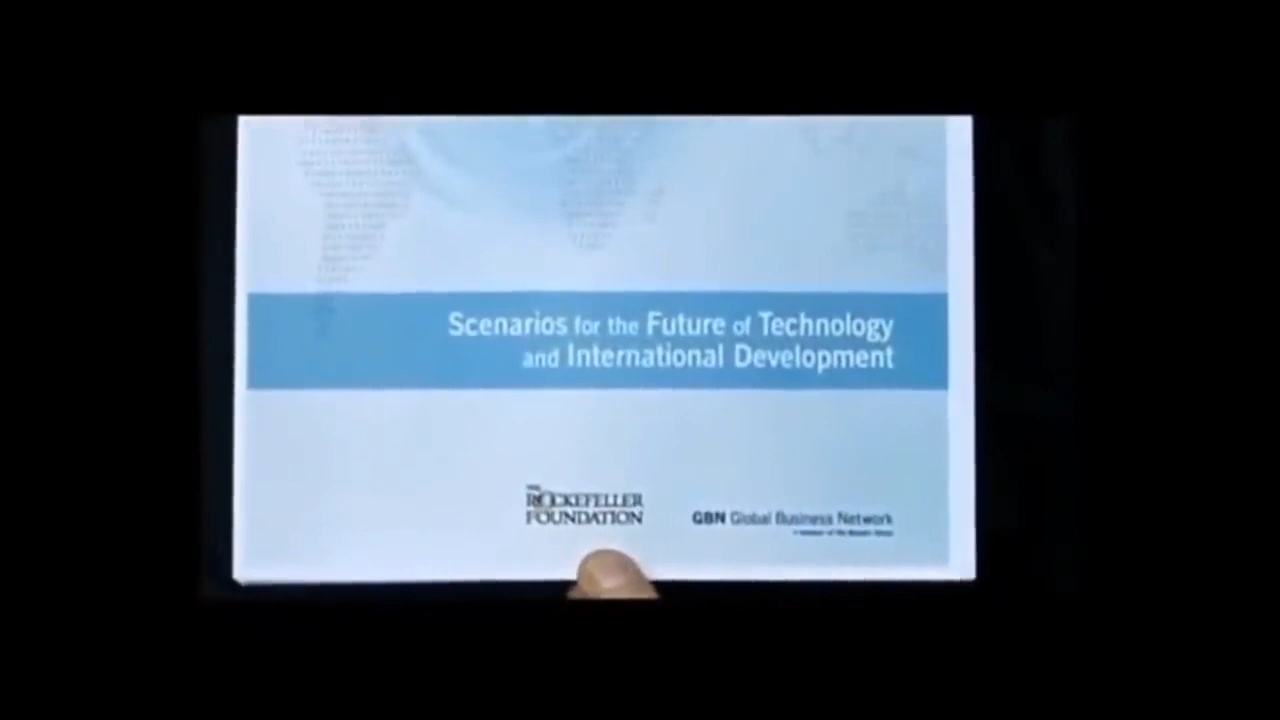 Scenarios for the Future of Technology
and International Development
THE
ROCKEFELLER
FOUNDATION
GBN Global Business Network